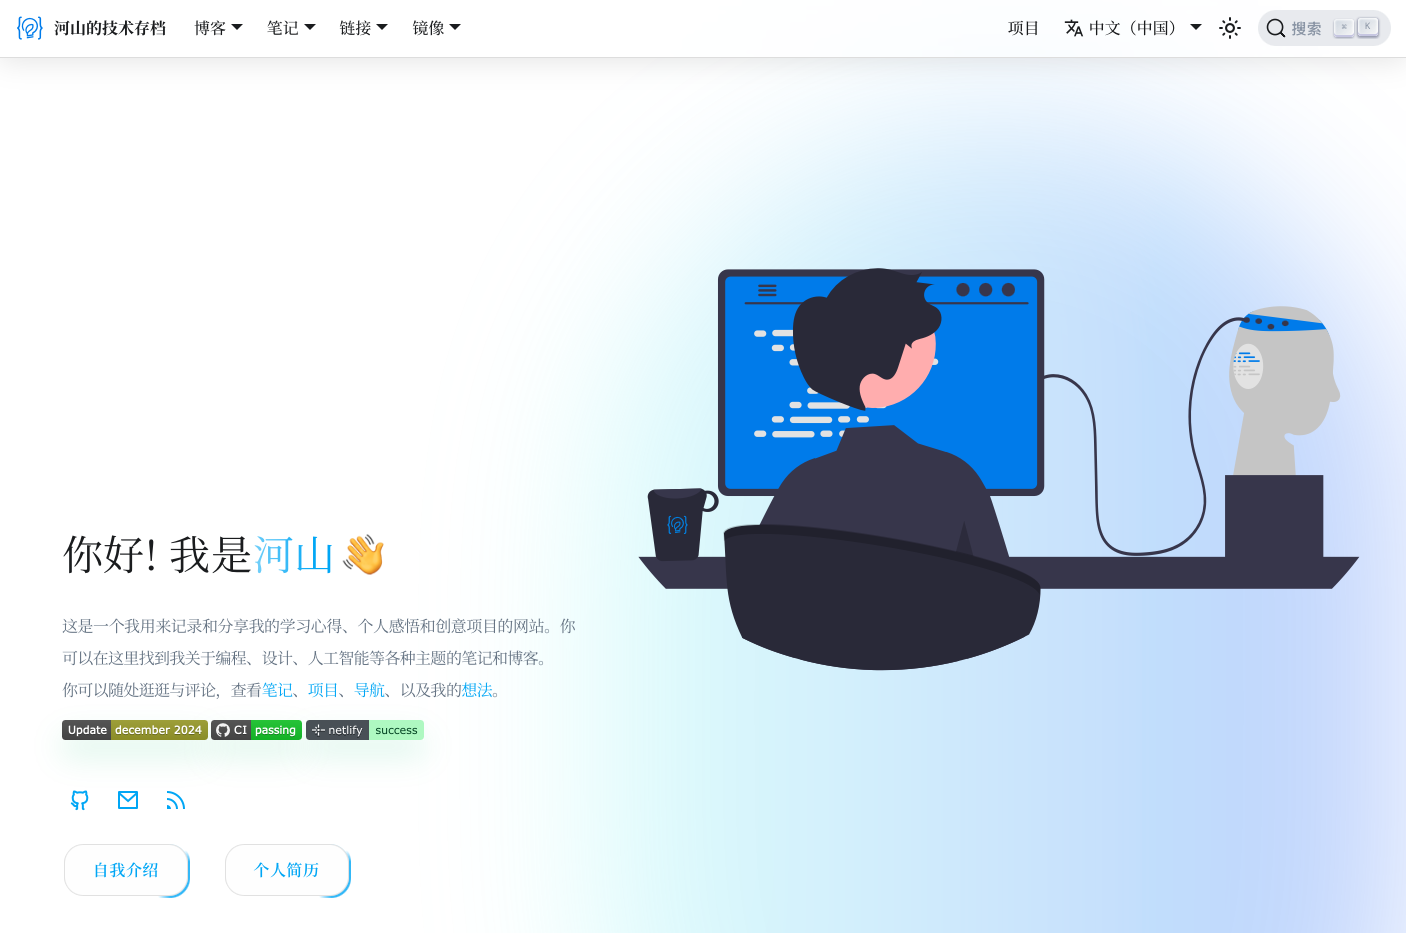 河山的技术存档 博客 笔记 链接 镜像 项目 中文（中国） 搜索 ⌘ K
你好! 我是河山👋
这是一个我用来记录和分享我的学习心得、个人感悟和创意项目的网站。你
可以在这里找到我关于编程、设计、人工智能等各种主题的笔记和博客。
你可以随处逛逛与评论，查看笔记、项目、导航、以及我的想法。
Update december 2024 CI passing netlify success
自我介绍 个人简历